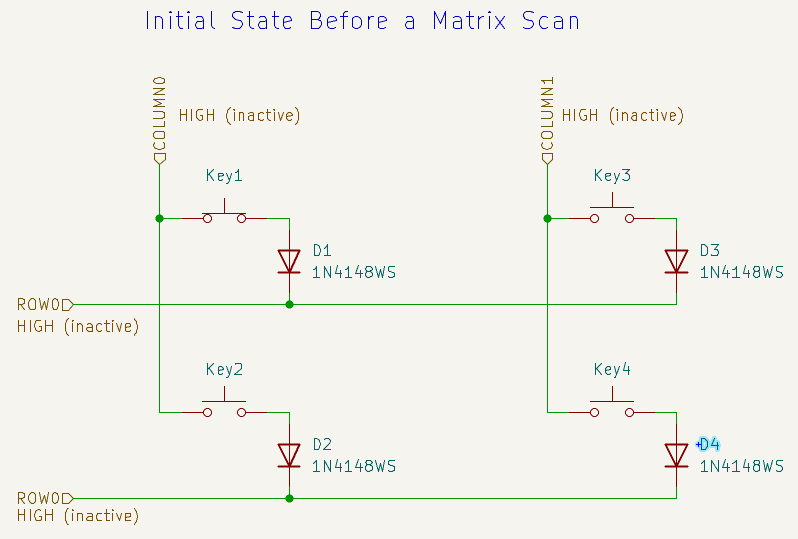 Initial State Before a Matrix Scan
COLUMN0
HIGH (inactive)
COLUMN1
HIGH (inactive)
Key1
Key3
D1
1N4148WS
D3
1N4148WS
ROW0
HIGH (inactive)
Key2
Key4
D2
1N4148WS
D4
1N4148WS
ROW0
HIGH (inactive)